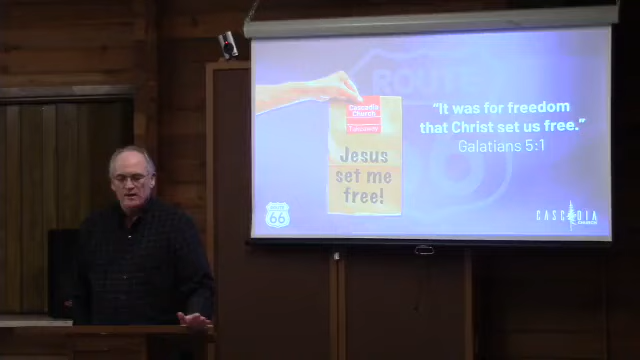 ROUTE
Cascadia
Church
Jesus
set me
free!
"It was for freedom
that Christ set us free."
Galatians 5:1
66
CASCADIA